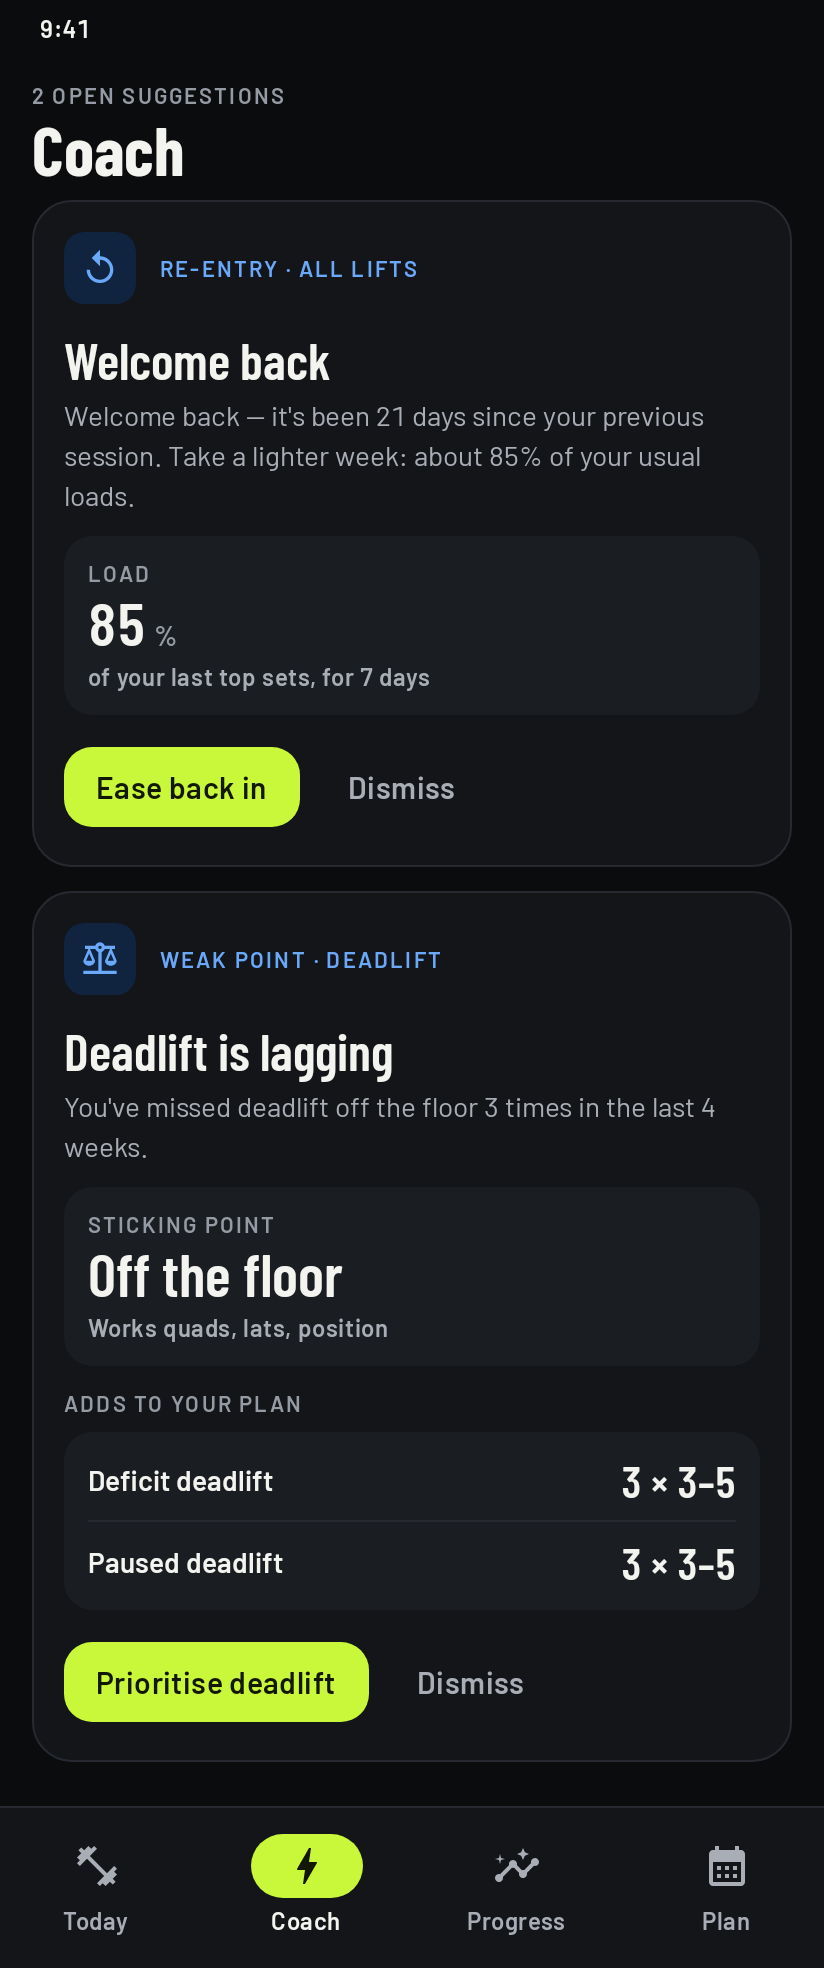 9:41
2 OPEN SUGGESTIONS
Coach
RE-ENTRY · ALL LIFTS
Welcome back
Welcome back — it's been 21 days since your previous
session. Take a lighter week: about 85% of your usual
loads.
LOAD
85 %
of your last top sets, for 7 days
Ease back in Dismiss
WEAK POINT · DEADLIFT
Deadlift is lagging
You've missed deadlift off the floor 3 times in the last 4
weeks.
STICKING POINT
Off the floor
Works quads, lats, position
ADDS TO YOUR PLAN
Deficit deadlift 3 × 3–5
Paused deadlift 3 × 3–5
Prioritise deadlift Dismiss
Today Coach Progress Plan